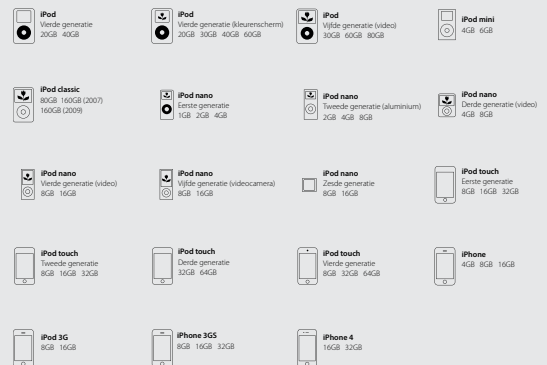 iPod
Vierde generatie
20GB 40GB
iPod
Vierde generatie (kleurenscherm)
20GB 30GB 40GB 60GB
iPod
Vijfde generatie (video)
30GB 60GB 80GB
iPod mini
4GB 6GB
iPod classic
80GB 160GB (2007)
160GB (2009)
iPod nano
Eerste generatie
1GB 2GB 4GB
iPod nano
Tweede generatie (aluminium)
2GB 4GB 8GB
iPod nano
Derde generatie (video)
4GB 8GB
iPod nano
Vierde generatie (video)
8GB 16GB
iPod nano
Vijfde generatie (videocamera)
8GB 16GB
iPod nano
Zesde generatie
8GB 16GB
iPod touch
Eerste generatie
8GB 16GB 32GB
iPod touch
Tweede generatie
8GB 16GB 32GB
iPod touch
Derde generatie
32GB 64GB
iPod touch
Vierde generatie
8GB 32GB 64GB
iPhone
4GB 8GB 16GB
iPod 3G
8GB 16GB
iPhone 3GS
8GB 16GB 32GB
iPhone 4
16GB 32GB